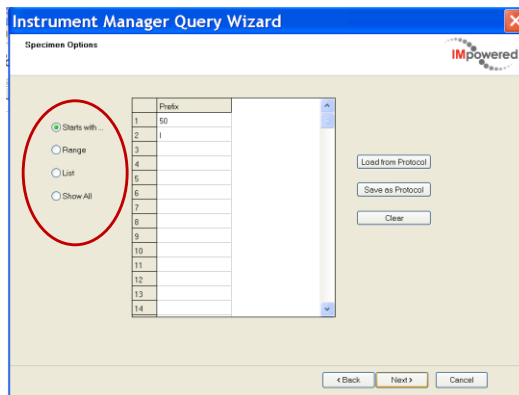 Instrument Manager Query Wizard
Specimen Options
IMpowered
Prefix
1 50
2 I
3
4
5
6
7
8
9
10
11
12
13
14
Starts with ...
Range
List
Show All
Load from Protocol
Save as Protocol
Clear
< Back
Next >
Cancel